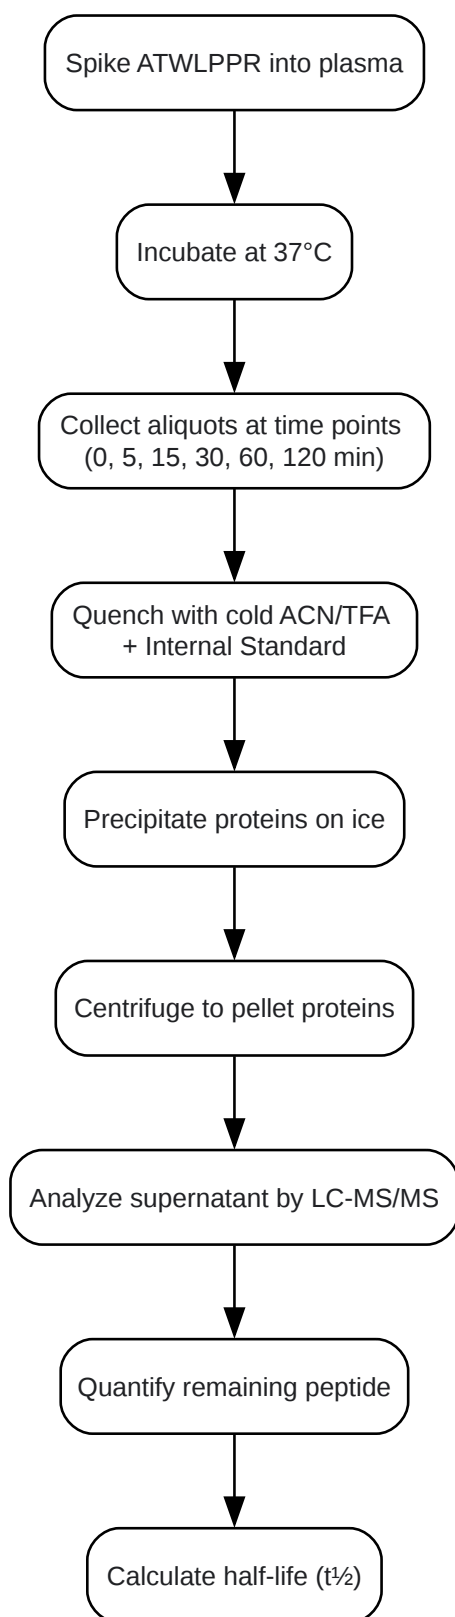 Spike ATWLPPR into plasma
Incubate at 37°C
Collect aliquots at time points
(0, 5, 15, 30, 60, 120 min)
Quench with cold ACN/TFA
+ Internal Standard
Precipitate proteins on ice
Centrifuge to pellet proteins
Analyze supernatant by LC-MS/MS
Quantify remaining peptide
Calculate half-life (t½)